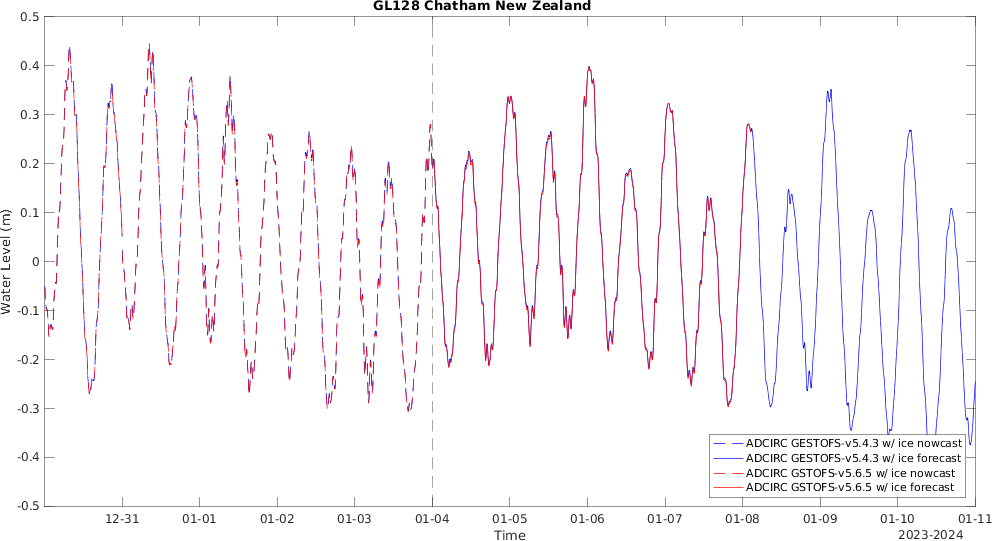 GL128 Chatham New Zealand
0.5
0.4
0.3
0.2
0.1
0
-0.1
-0.2
-0.3
-0.4
-0.5
Water Level (m)
ADCIRC GESTOFS-v5.4.3 w/ ice nowcast
ADCIRC GESTOFS-v5.4.3 w/ ice forecast
ADCIRC GSTOFS-v5.6.5 w/ ice nowcast
ADCIRC GSTOFS-v5.6.5 w/ ice forecast
12-31 01-01 01-02 01-03 01-04 01-05 01-06 01-07 01-08 01-09 01-10 01-11
Time
2023-2024